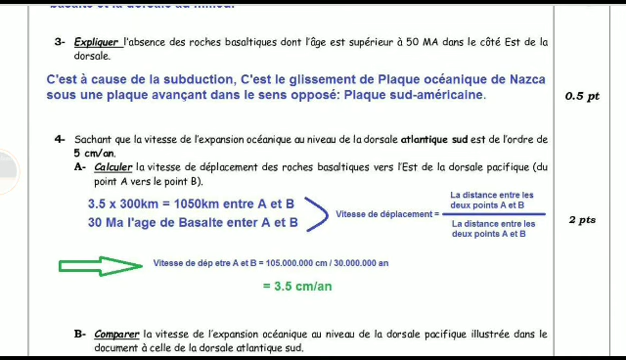 3- Expliquer l'absence des roches basaltiques dont l'âge est supérieur à 50 MA dans le côté Est de la
dorsale.
C'est à cause de la subduction, C'est le glissement de Plaque océanique de Nazca
sous une plaque avançant dans le sens opposé: Plaque sud-américaine.
0.5 pt
4- Sachant que la vitesse de l'expansion océanique au niveau de la dorsale atlantique sud est de l'ordre de
5 cm/an.
A- Calculer la vitesse de déplacement des roches basaltiques vers l'Est de la dorsale pacifique (du
point A vers le point B).
3.5 x 300km = 1050km entre A et B
30 Ma l'age de Basalte enter A et B
Vitesse de déplacement =
La distance entre les
deux points A et B
La distance entre les
deux points A et B
2 pts
Vitesse de dép etre A et B = 105.000.000 cm / 30.000.000 an
= 3.5 cm/an
B- Comparer la vitesse de l'expansion océanique au niveau de la dorsale pacifique illustrée dans le
document à celle de la dorsale atlantique sud.